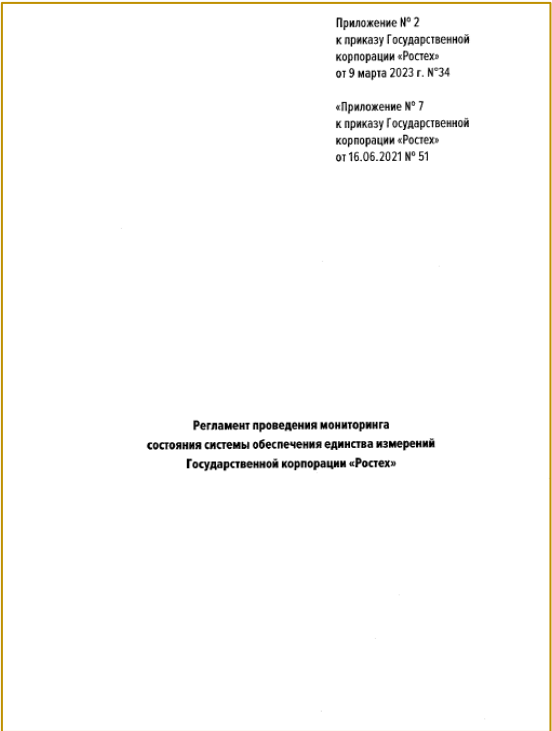 Приложение № 2
к приказу Государственной
корпорации «Ростех»
от 9 марта 2023 г. №34
«Приложение № 7
к приказу Государственной
корпорации «Ростех»
от 16.06.2021 № 51
Регламент проведения мониторинга
состояния системы обеспечения единства измерений
Государственной корпорации «Ростех»